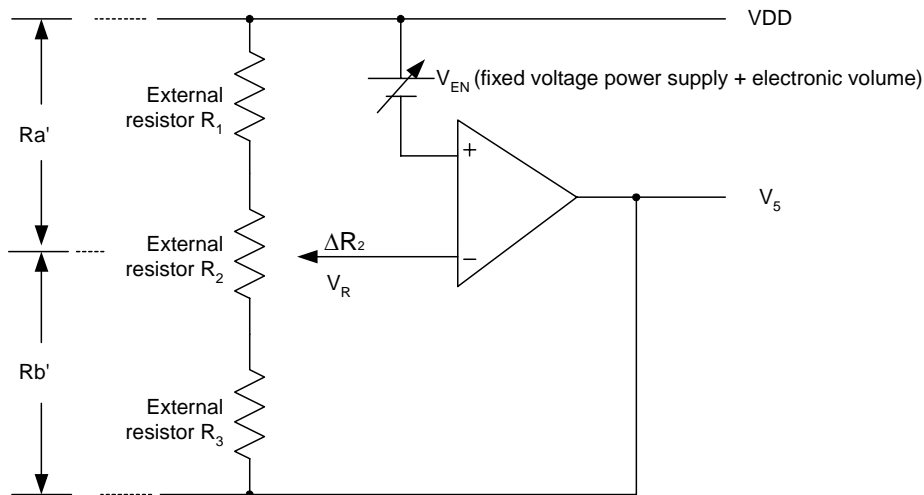 VDD
V_EN (fixed voltage power supply + electronic volume)
External
resistor R_1
Ra'
+
V_5
External
resistor R_2
ΔR_2
−
V_R
Rb'
External
resistor R_3